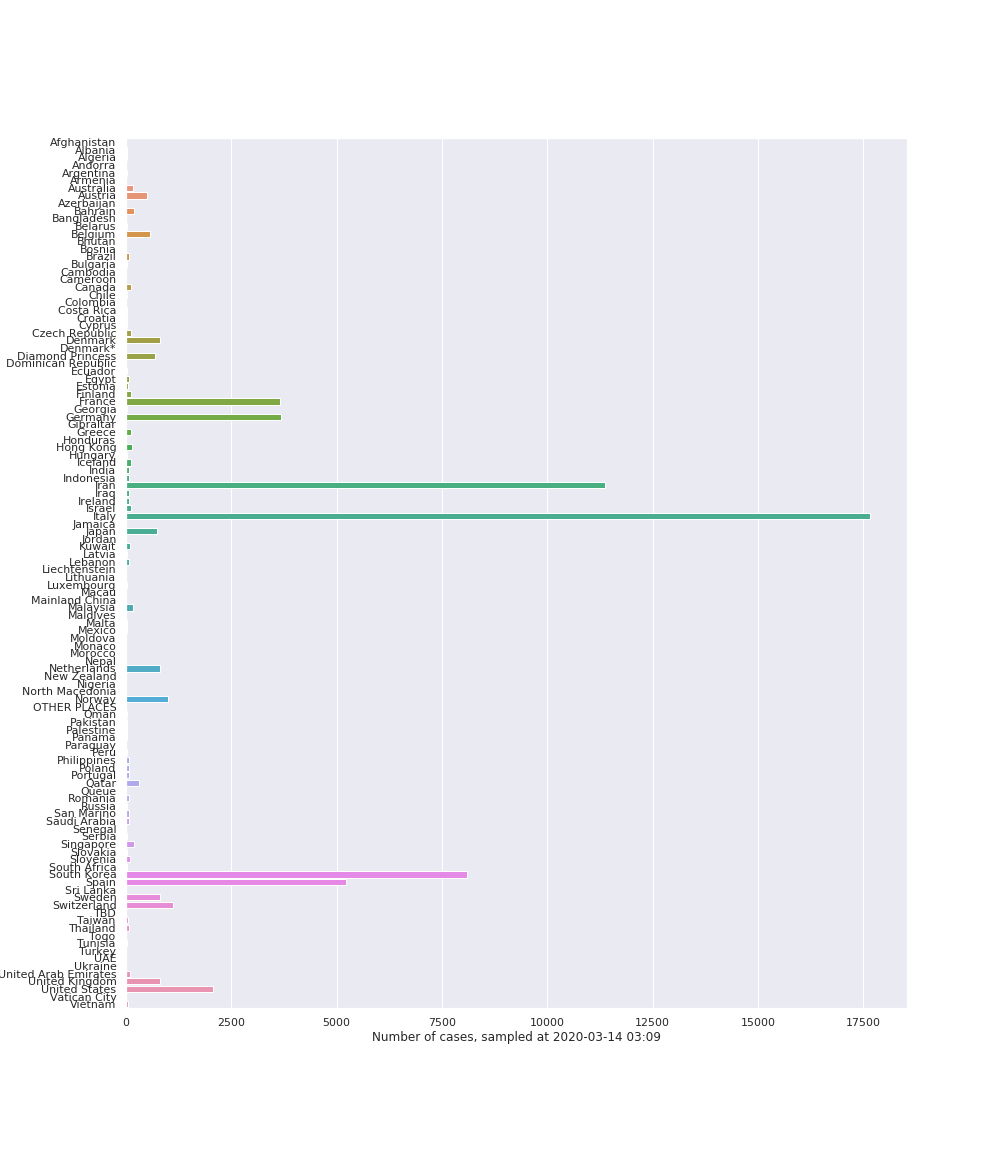 Afghanistan
Albania
Algeria
Andorra
Argentina
Armenia
Australia
Austria
Azerbaijan
Bahrain
Bangladesh
Belarus
Belgium
Bhutan
Bosnia
Brazil
Bulgaria
Cambodia
Cameroon
Canada
Chile
Colombia
Costa Rica
Croatia
Cyprus
Czech Republic
Denmark
Denmark*
Diamond Princess
Dominican Republic
Ecuador
Egypt
Estonia
Finland
France
Georgia
Germany
Gibraltar
Greece
Honduras
Hong Kong
Hungary
Iceland
India
Indonesia
Iran
Iraq
Ireland
Israel
Italy
Jamaica
Japan
Jordan
Kuwait
Latvia
Lebanon
Liechtenstein
Lithuania
Luxembourg
Macau
Mainland China
Malaysia
Maldives
Malta
Mexico
Moldova
Monaco
Morocco
Nepal
Netherlands
New Zealand
Nigeria
North Macedonia
Norway
OTHER PLACES
Oman
Pakistan
Palestine
Panama
Paraguay
Peru
Philippines
Poland
Portugal
Qatar
Queue
Romania
Russia
San Marino
Saudi Arabia
Senegal
Serbia
Singapore
Slovakia
Slovenia
South Africa
South Korea
Spain
Sri Lanka
Sweden
Switzerland
TBD
Taiwan
Thailand
Togo
Tunisia
Turkey
UAE
Ukraine
United Arab Emirates
United Kingdom
United States
Vatican City
Vietnam
0 2500 5000 7500 10000 12500 15000 17500
Number of cases, sampled at 2020-03-14 03:09